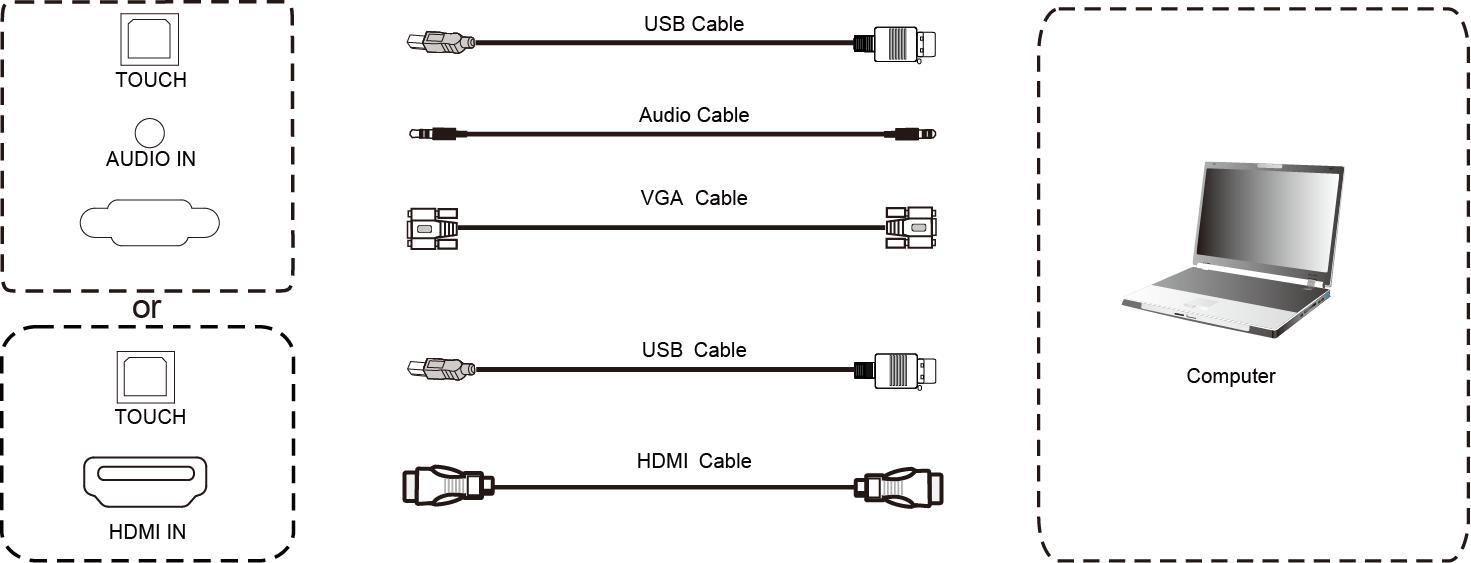 USB Cable
TOUCH
Audio Cable
AUDIO IN
VGA Cable
or
USB Cable
Computer
TOUCH
HDMI Cable
HDMI IN